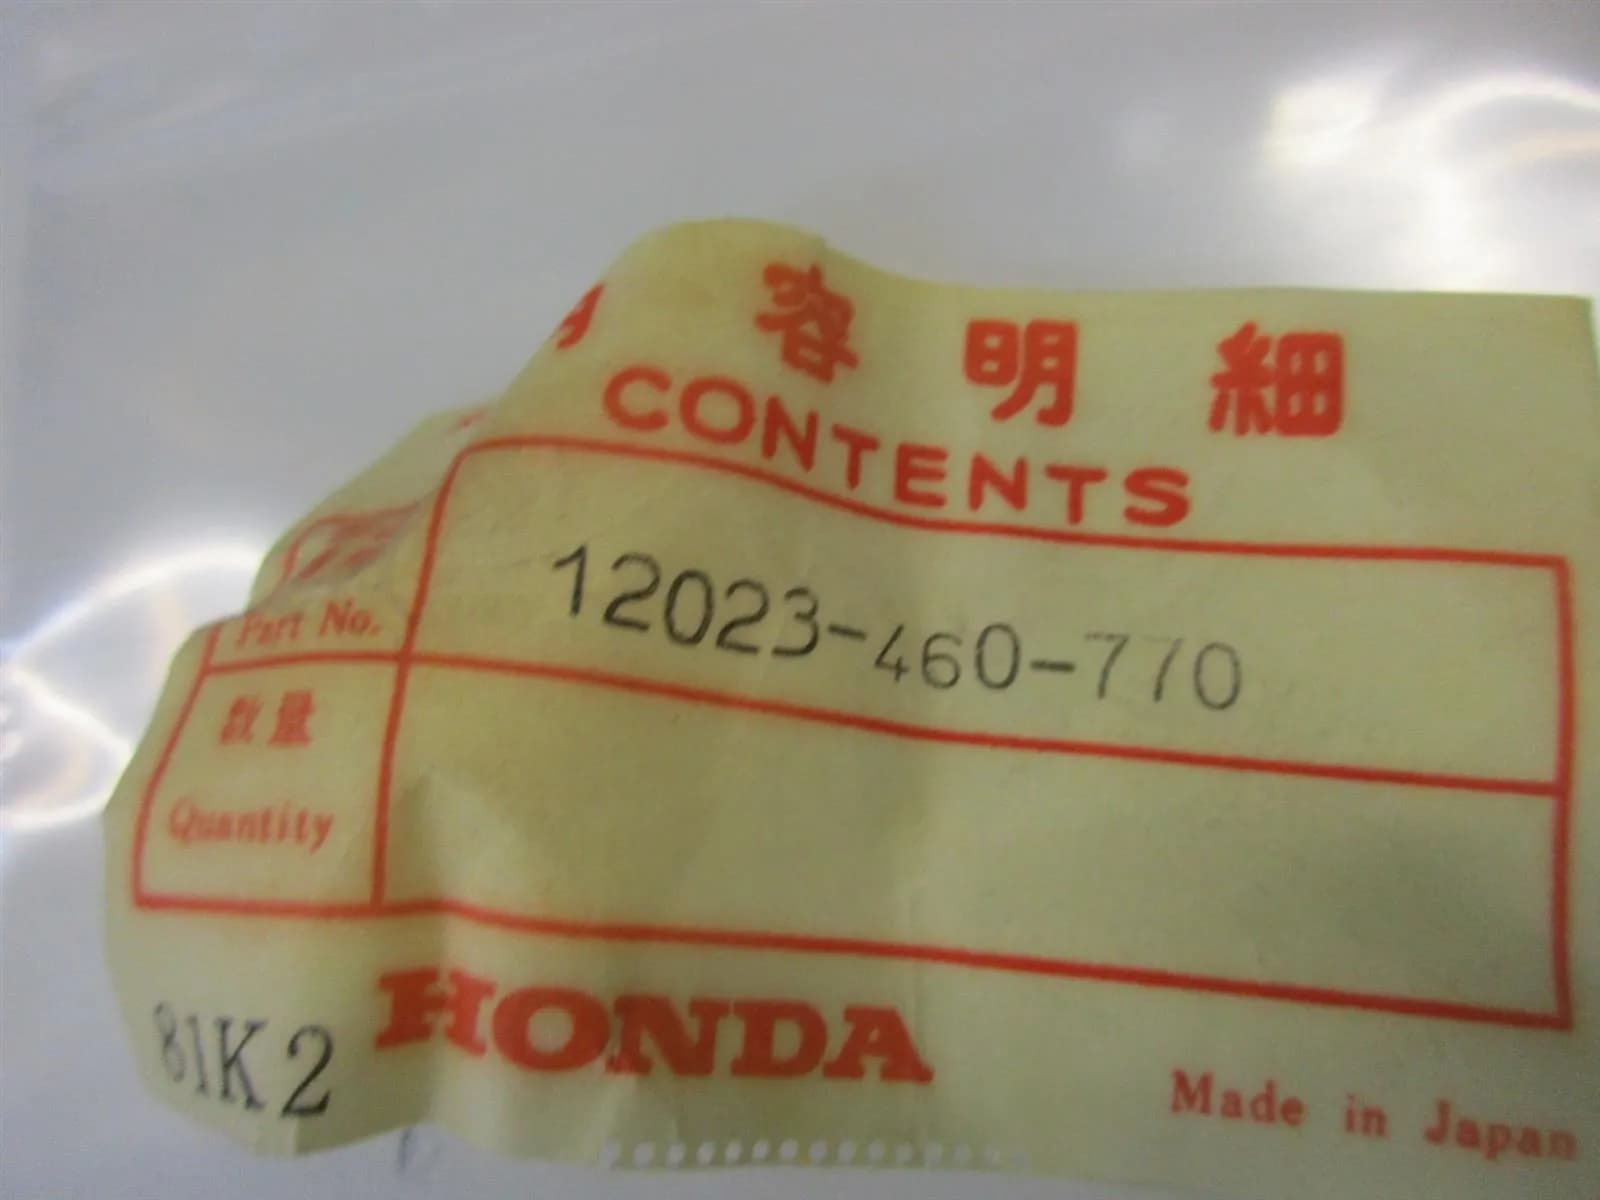 容明細
CONTENTS
Part No.
12023-460-770
数量
Quantity
81K2
HONDA
Made in Japan